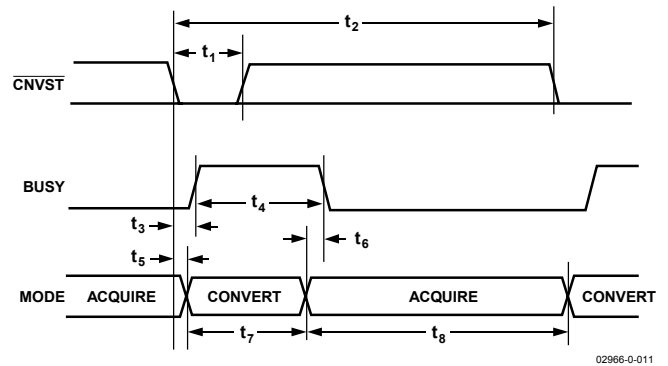 t2
t1
CNVST
BUSY
t4
t3
t6
t5
MODE ACQUIRE CONVERT ACQUIRE CONVERT
t7 t8
02966-0-011